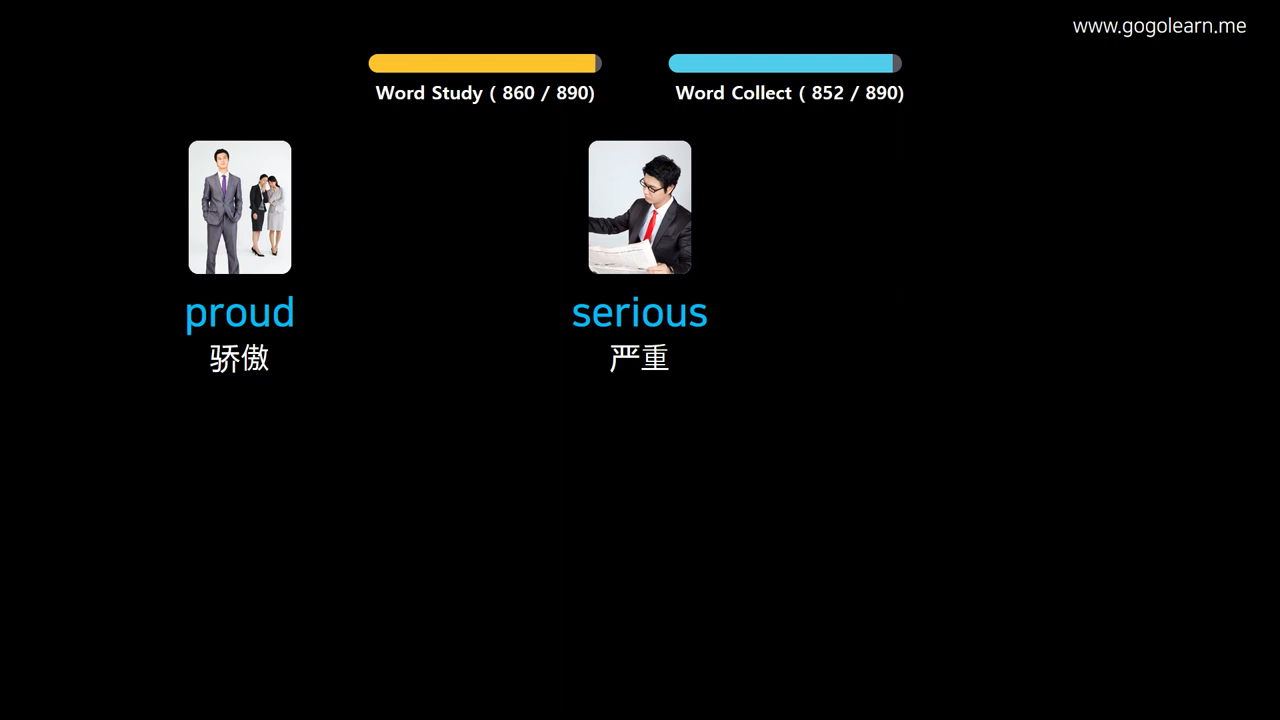 www.gogolearn.me
Word Study ( 860 / 890)
Word Collect ( 852 / 890)
proud
serious
骄傲
严重